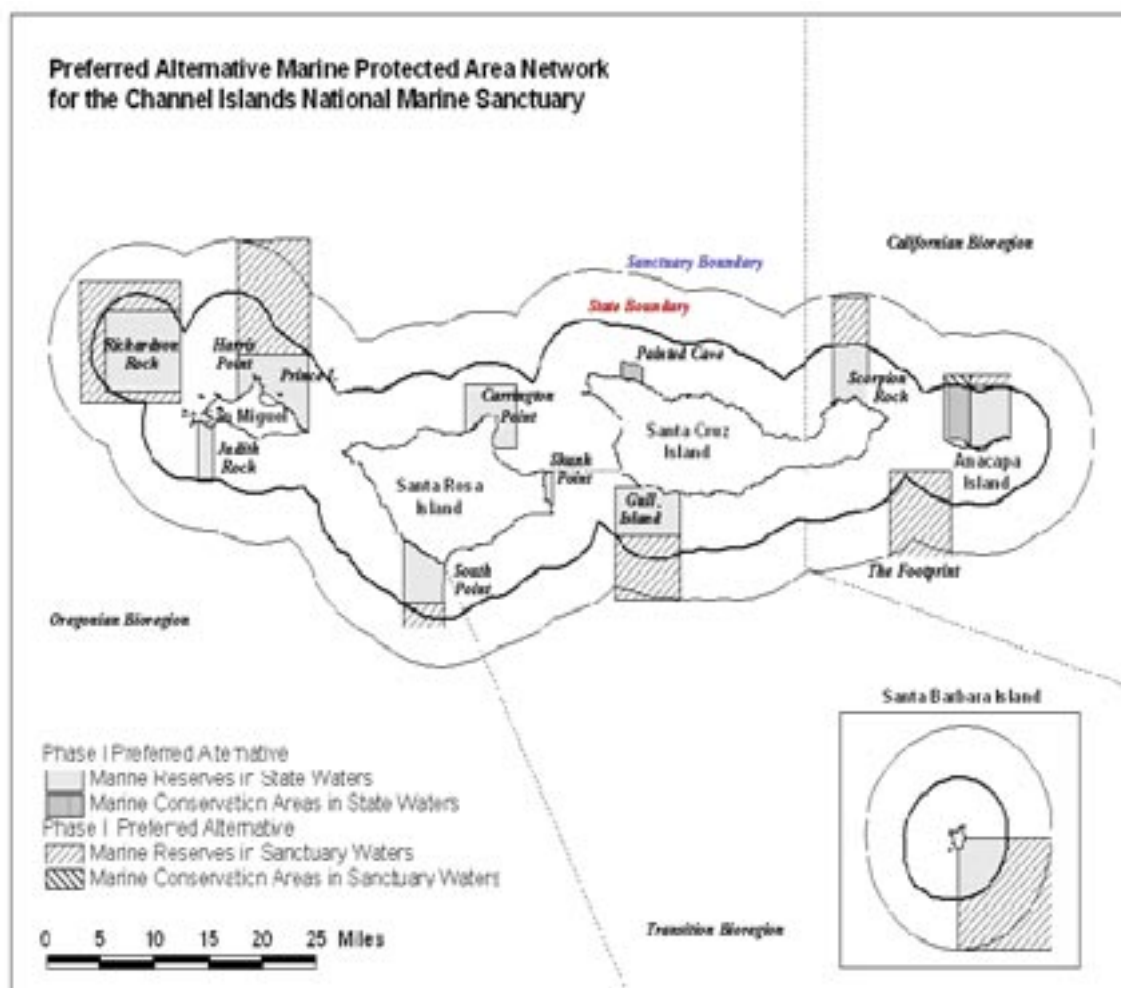 Preferred Alternative Marine Protected Area Network
for the Channel Islands National Marine Sanctuary
Californian Bioregion
Sanctuary Boundary
State Boundary
Richardson
Rock
Harris
Point
Prince I.
Painted Cave
Scorpion
Rock
Carrington
Point
San Miguel
Judith
Rock
Santa Cruz
Island
Anacapa
Island
Skunk
Point
Santa Rosa
Island
Gull
Island
South
Point
The Footprint
Oregonian Bioregion
Santa Barbara Island
Phase I Preferred Alternative
Marine Reserves in State Waters
Marine Conservation Areas in State Waters
Phase I Preferred Alternative
Marine Reserves in Sanctuary Waters
Marine Conservation Areas in Sanctuary Waters
0 5 10 15 20 25 Miles
Transition Bioregion